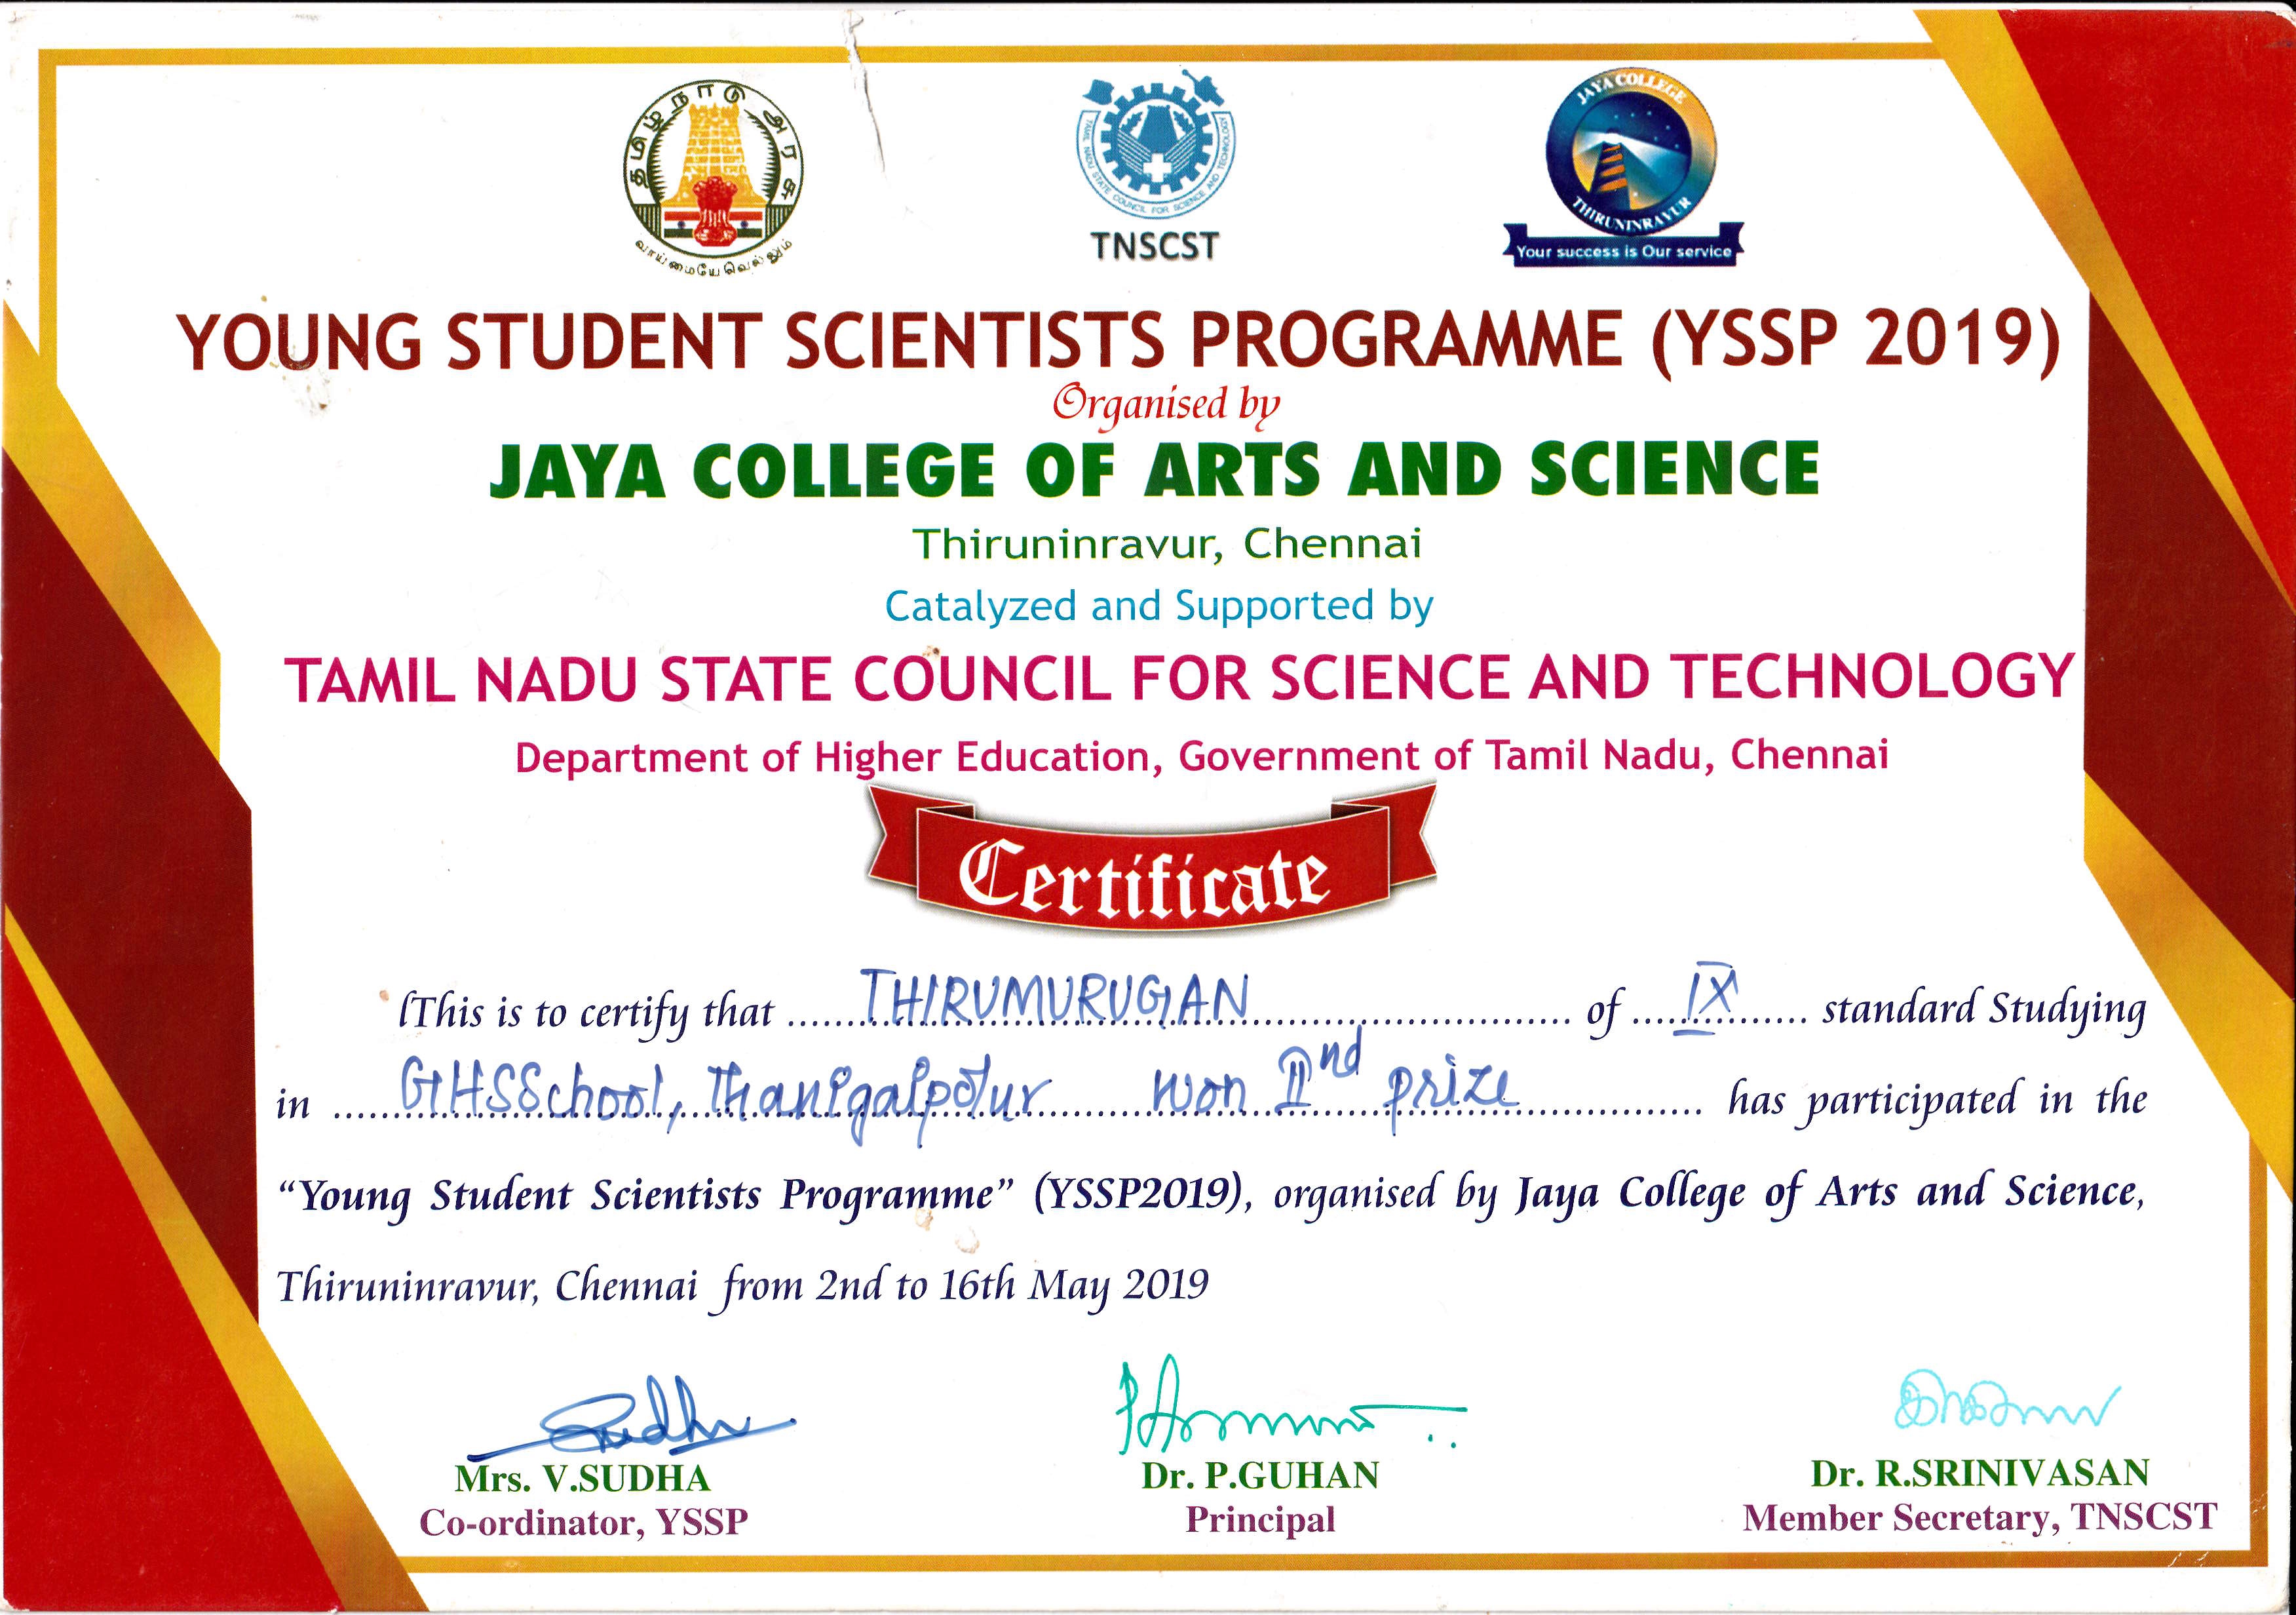 தமிழ்நாடு அரசு
வாய்மையே வெல்லும்
TAMIL NADU STATE COUNCIL FOR SCIENCE AND TECHNOLOGY
TNSCST
JAYA COLLEGE
THIRUNINRAVUR
Your success is Our service
YOUNG STUDENT SCIENTISTS PROGRAMME (YSSP 2019)
Organised by
JAYA COLLEGE OF ARTS AND SCIENCE
Thiruninravur, Chennai
Catalyzed and Supported by
TAMIL NADU STATE COUNCIL FOR SCIENCE AND TECHNOLOGY
Department of Higher Education, Government of Tamil Nadu, Chennai
Certificate
This is to certify that THIRUMURUGAN of IX standard Studying
in GHSSchool, Thanigaipolur won IInd prize has participated in the
“Young Student Scientists Programme” (YSSP2019), organised by Jaya College of Arts and Science,
Thiruninravur, Chennai from 2nd to 16th May 2019
Sudha
Mrs. V.SUDHA Dr. P.GUHAN Dr. R.SRINIVASAN
Co-ordinator, YSSP Principal Member Secretary, TNSCST